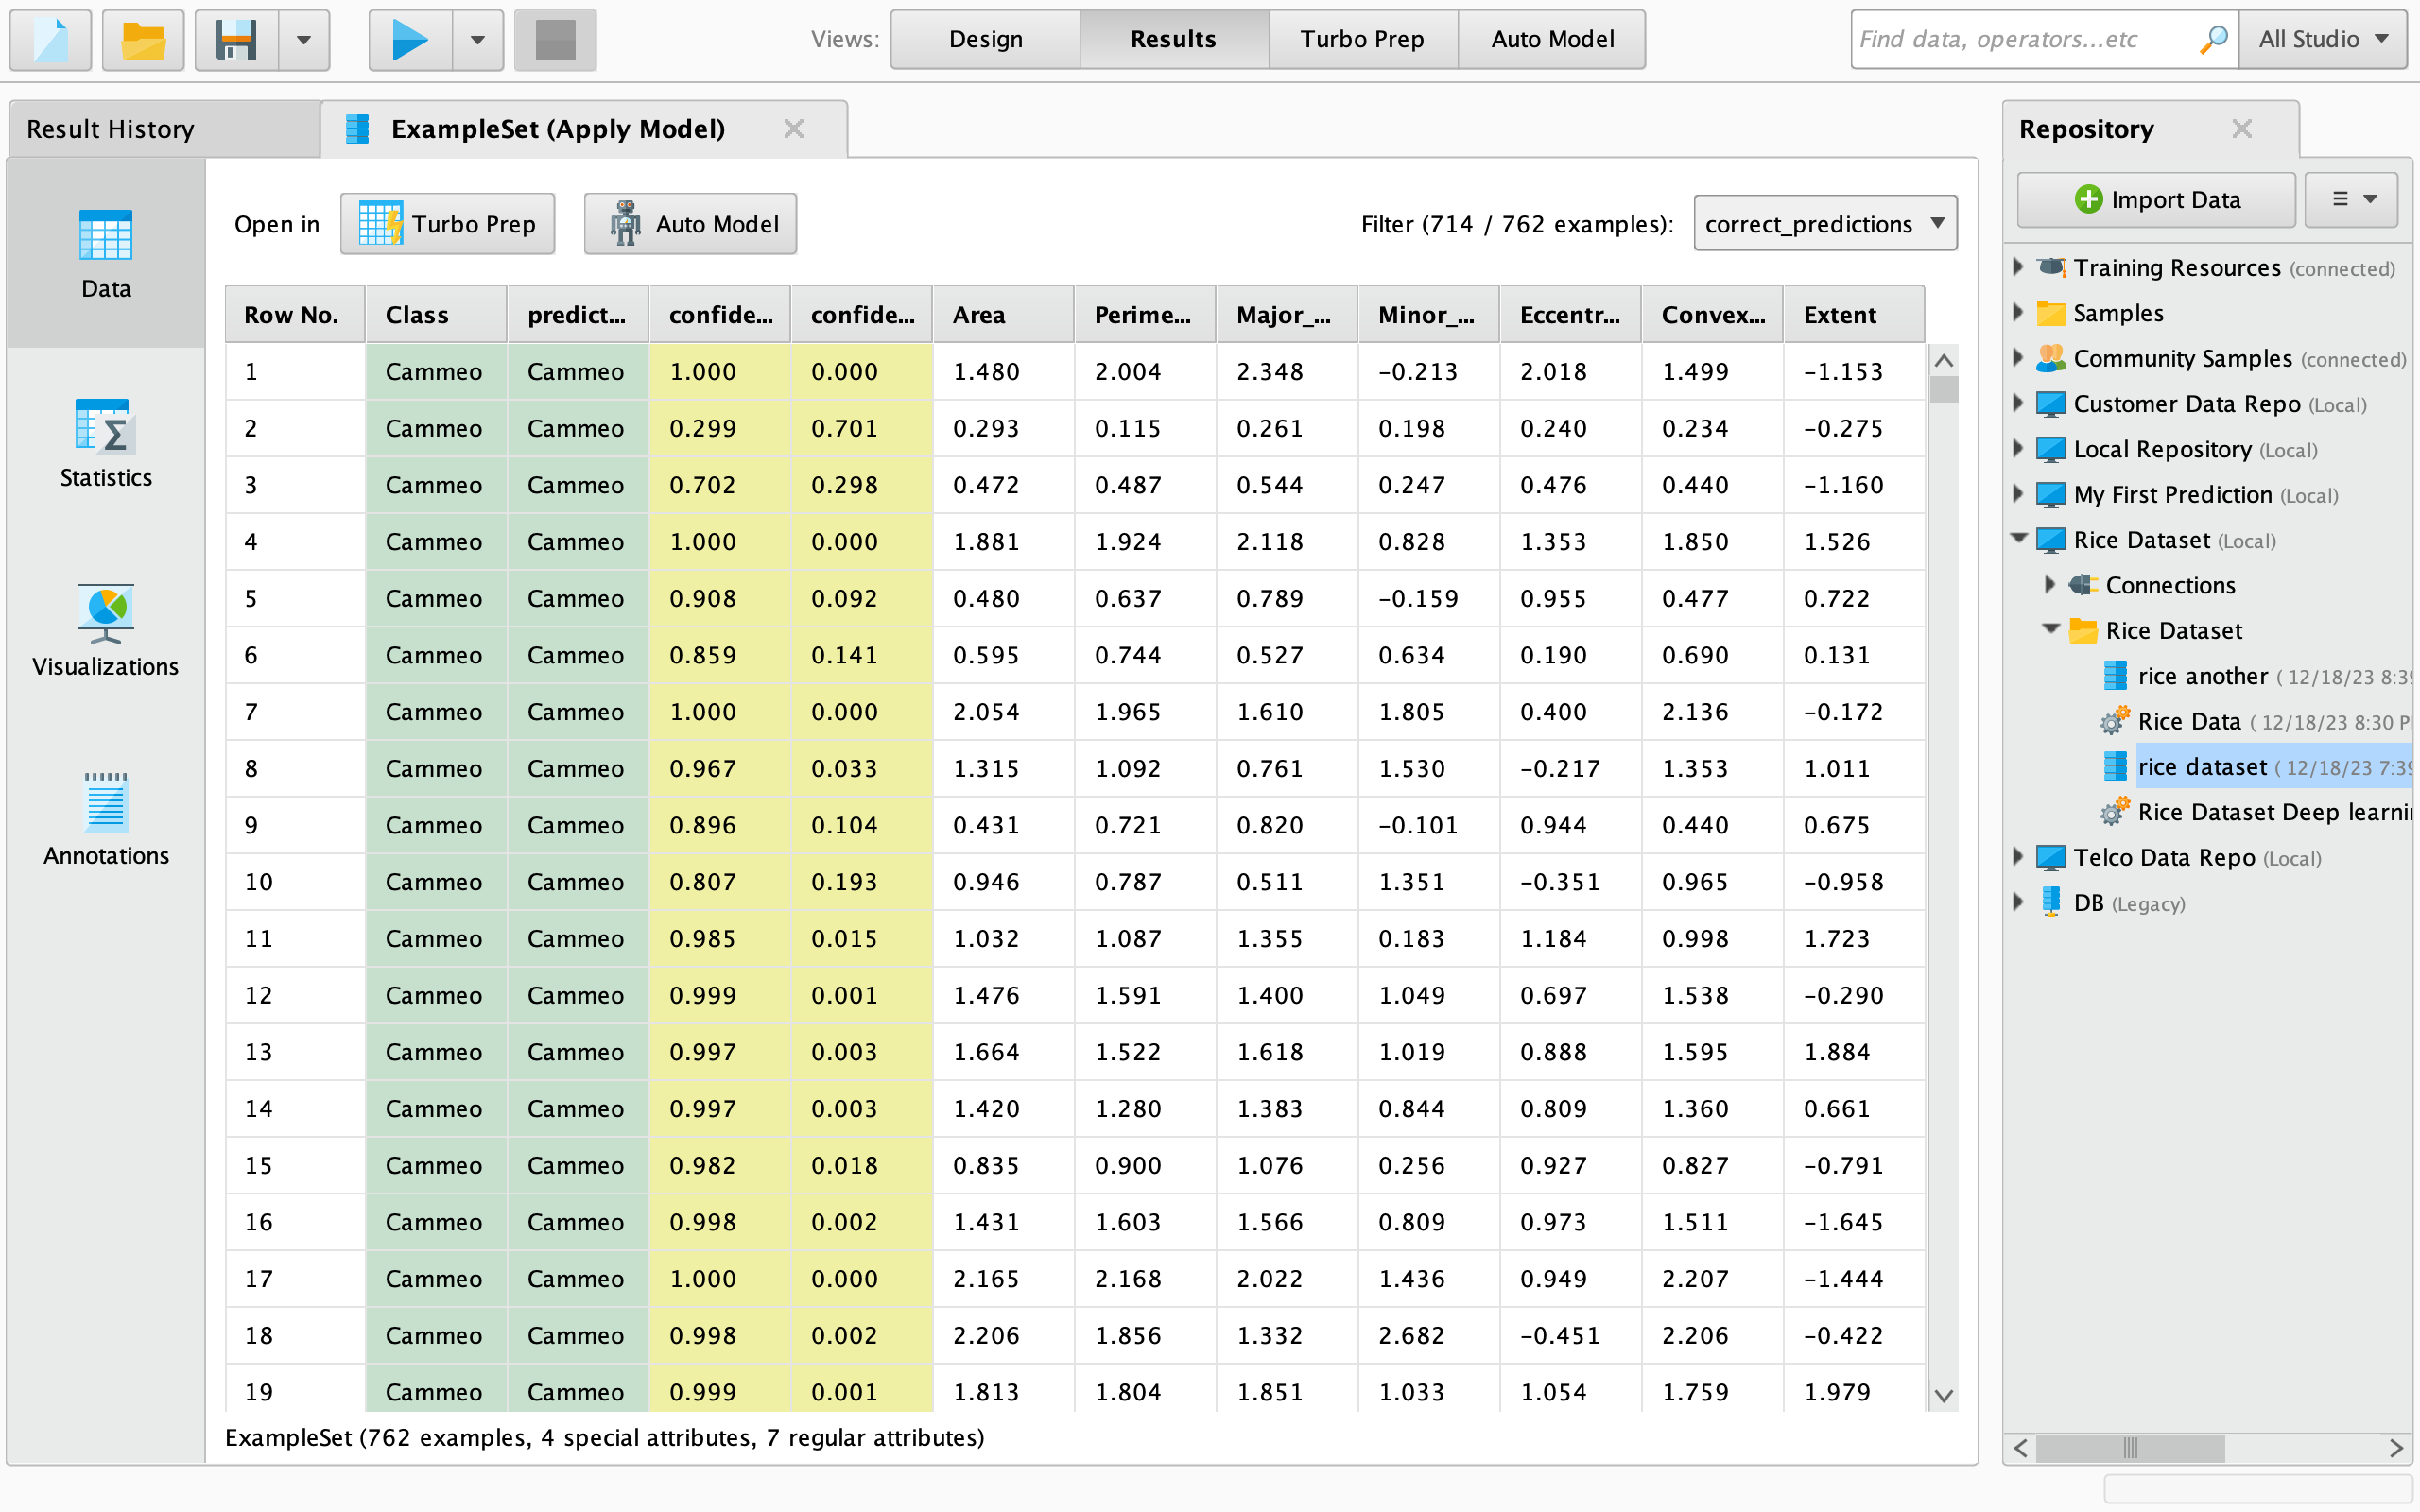 Views: Design Results Turbo Prep Auto Model Find data, operators...etc All Studio
Result History ExampleSet (Apply Model)
Open in Turbo Prep Auto Model Filter (714 / 762 examples): correct_predictions
Data
Statistics
Visualizations
Annotations
Row No. Class predict... confide... confide... Area Perime... Major_... Minor_... Eccentr... Convex... Extent
1 Cammeo Cammeo 1.000 0.000 1.480 2.004 2.348 −0.213 2.018 1.499 −1.153
2 Cammeo Cammeo 0.299 0.701 0.293 0.115 0.261 0.198 0.240 0.234 −0.275
3 Cammeo Cammeo 0.702 0.298 0.472 0.487 0.544 0.247 0.476 0.440 −1.160
4 Cammeo Cammeo 1.000 0.000 1.881 1.924 2.118 0.828 1.353 1.850 1.526
5 Cammeo Cammeo 0.908 0.092 0.480 0.637 0.789 −0.159 0.955 0.477 0.722
6 Cammeo Cammeo 0.859 0.141 0.595 0.744 0.527 0.634 0.190 0.690 0.131
7 Cammeo Cammeo 1.000 0.000 2.054 1.965 1.610 1.805 0.400 2.136 −0.172
8 Cammeo Cammeo 0.967 0.033 1.315 1.092 0.761 1.530 −0.217 1.353 1.011
9 Cammeo Cammeo 0.896 0.104 0.431 0.721 0.820 −0.101 0.944 0.440 0.675
10 Cammeo Cammeo 0.807 0.193 0.946 0.787 0.511 1.351 −0.351 0.965 −0.958
11 Cammeo Cammeo 0.985 0.015 1.032 1.087 1.355 0.183 1.184 0.998 1.723
12 Cammeo Cammeo 0.999 0.001 1.476 1.591 1.400 1.049 0.697 1.538 −0.290
13 Cammeo Cammeo 0.997 0.003 1.664 1.522 1.618 1.019 0.888 1.595 1.884
14 Cammeo Cammeo 0.997 0.003 1.420 1.280 1.383 0.844 0.809 1.360 0.661
15 Cammeo Cammeo 0.982 0.018 0.835 0.900 1.076 0.256 0.927 0.827 −0.791
16 Cammeo Cammeo 0.998 0.002 1.431 1.603 1.566 0.809 0.973 1.511 −1.645
17 Cammeo Cammeo 1.000 0.000 2.165 2.168 2.022 1.436 0.949 2.207 −1.444
18 Cammeo Cammeo 0.998 0.002 2.206 1.856 1.332 2.682 −0.451 2.206 −0.422
19 Cammeo Cammeo 0.999 0.001 1.813 1.804 1.851 1.033 1.054 1.759 1.979
ExampleSet (762 examples, 4 special attributes, 7 regular attributes)
Repository
Import Data
Training Resources (connected)
Samples
Community Samples (connected)
Customer Data Repo (Local)
Local Repository (Local)
My First Prediction (Local)
Rice Dataset (Local)
Connections
Rice Dataset
rice another ( 12/18/23 8:39
Rice Data ( 12/18/23 8:30 P
rice dataset ( 12/18/23 7:39
Rice Dataset Deep learni
Telco Data Repo (Local)
DB (Legacy)